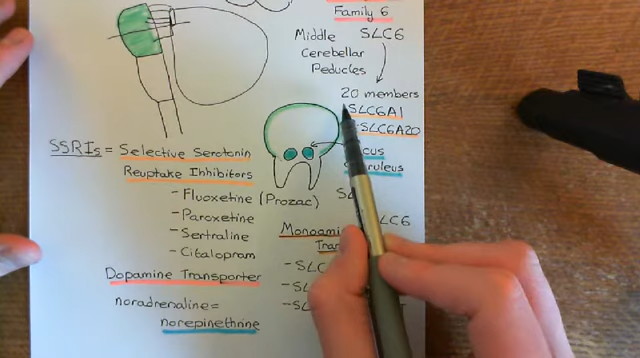 Family 6
Middle SLC6
Cerebellar
Peducles
20 members
SLC6A1
SLC6A20
SSRIs = Selective Serotonin
Reuptake Inhibitors
- Fluoxetine (Prozac)
- Paroxetine
- Sertraline
- Citalopram
Dopamine Transporter
noradrenaline =
norepinephrine